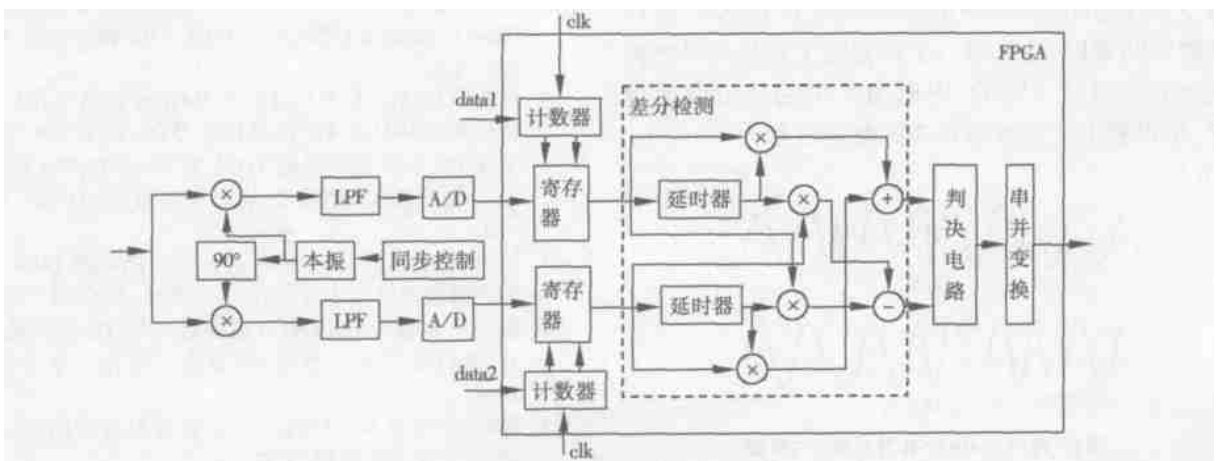 clk
FPGA
data1
计数器
差分检测
×
寄存器
延时器
×
+
×
LPF
A/D
判决电路
串并变换
90°
本振
同步控制
寄存器
延时器
×
−
×
LPF
A/D
×
data2
计数器
clk